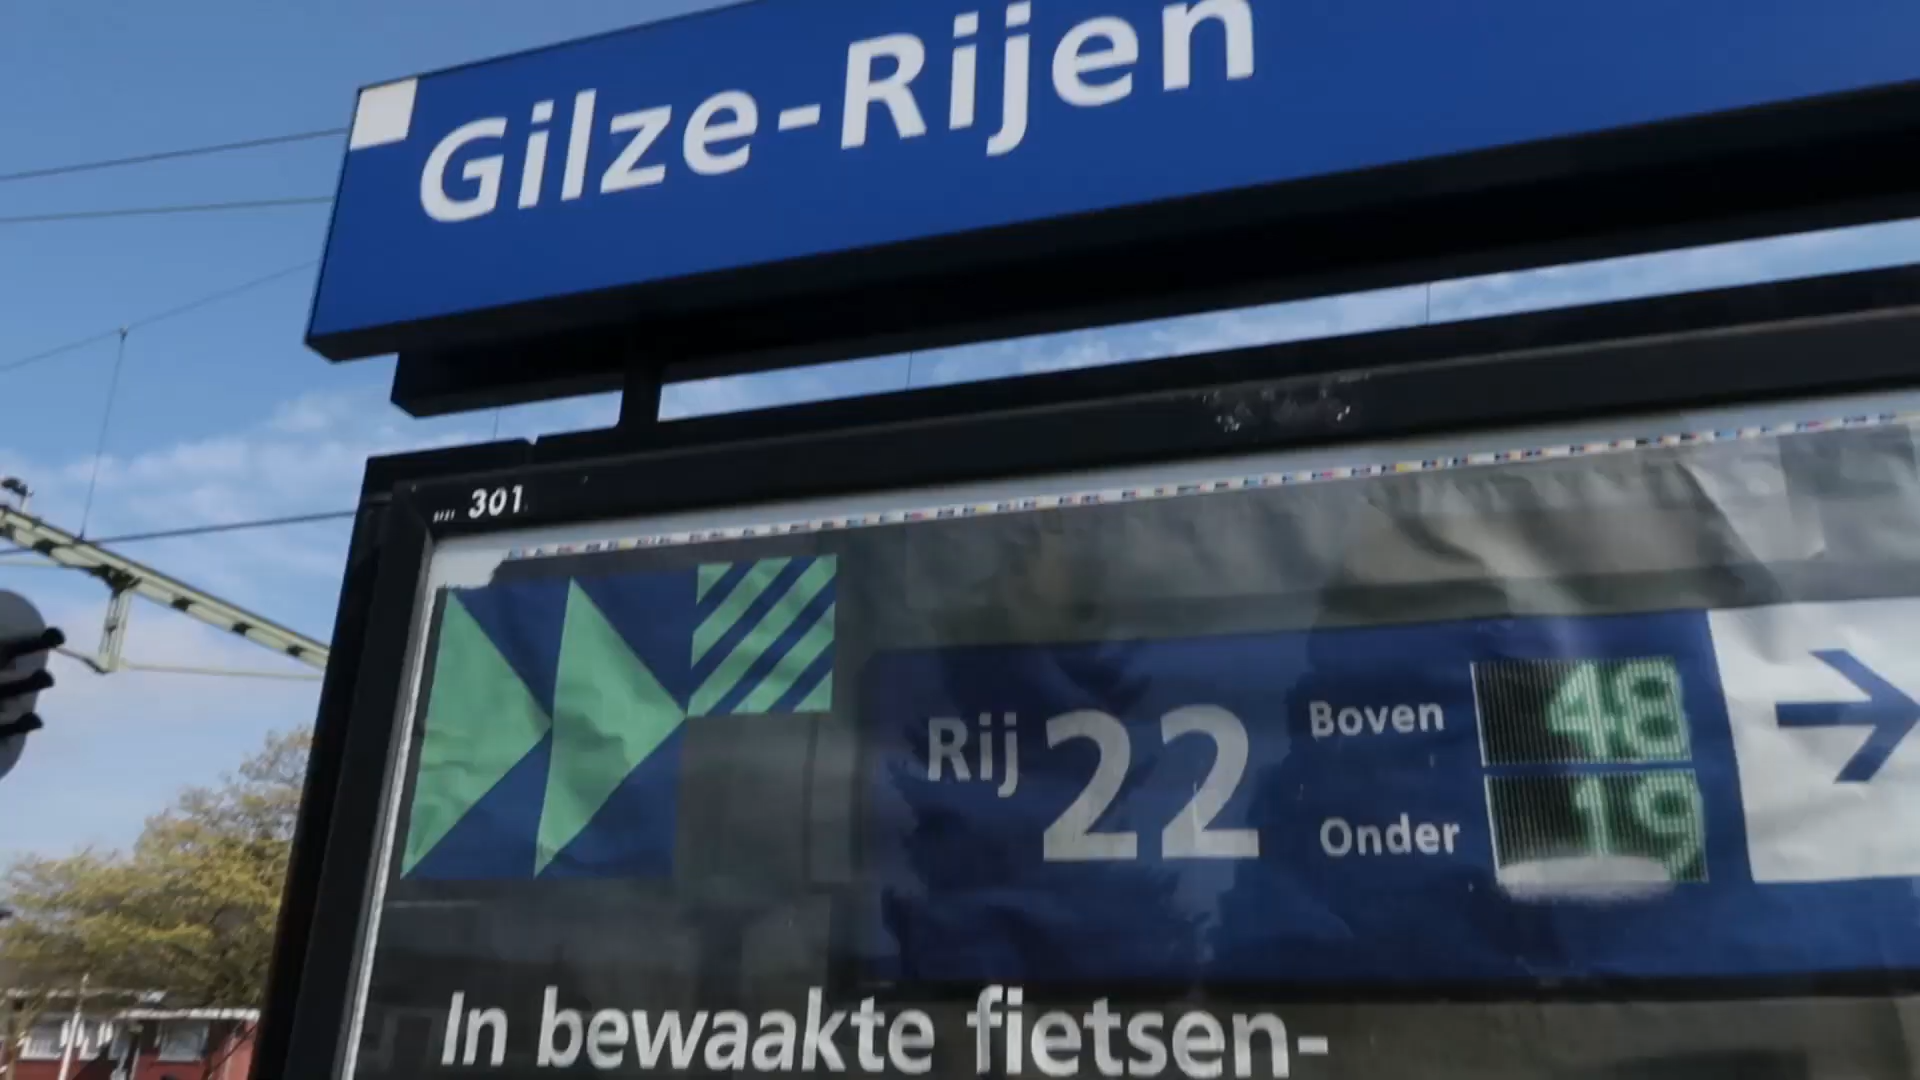 Gilze-Rijen
301
Rij 22
Boven 48
Onder 19
In bewaakte fietsen-